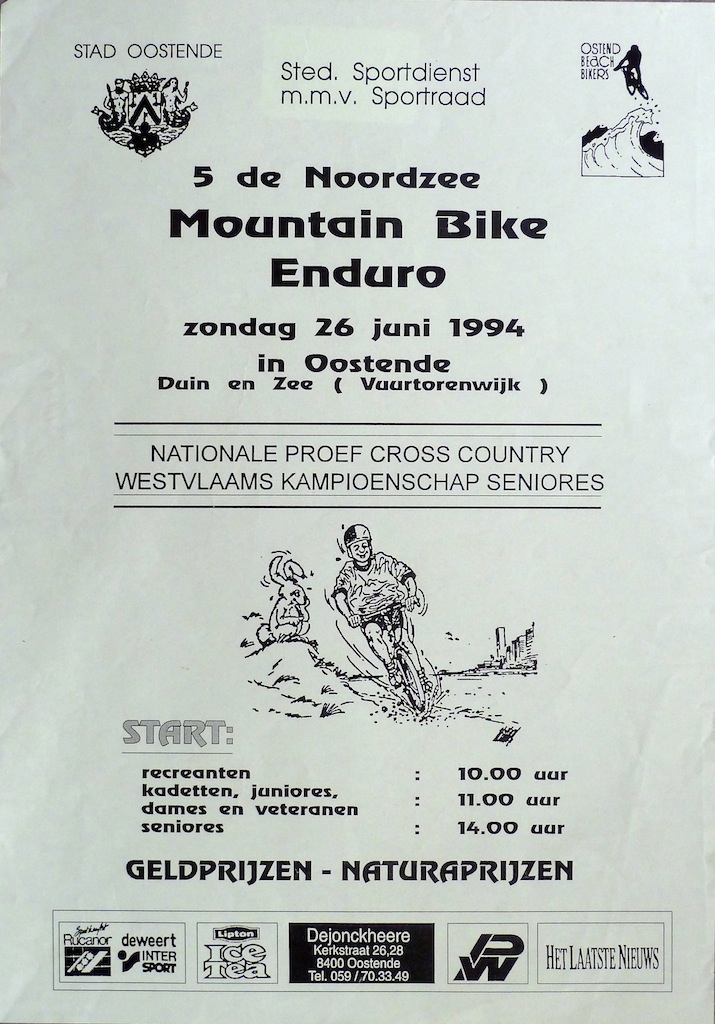 STAD OOSTENDE
Sted. Sportdienst
m.m.v. Sportraad
OSTEND
BEACH
BIKERS
5 de Noordzee
Mountain Bike
Enduro
zondag 26 juni 1994
in Oostende
Duin en Zee ( Vuurtorenwijk )
NATIONALE PROEF CROSS COUNTRY
WESTVLAAMS KAMPIOENSCHAP SENIORES
START:
recreanten : 10.00 uur
kadetten, juniores,
dames en veteranen : 11.00 uur
seniores : 14.00 uur
GELDPRIJZEN - NATURAPRIJZEN
Rucanor
deweert
INTER
SPORT
Lipton
ICE
TEA
Dejonckheere
Kerkstraat 26,28
8400 Oostende
Tel. 059 / 70.33.49
HET LAATSTE NIEUWS